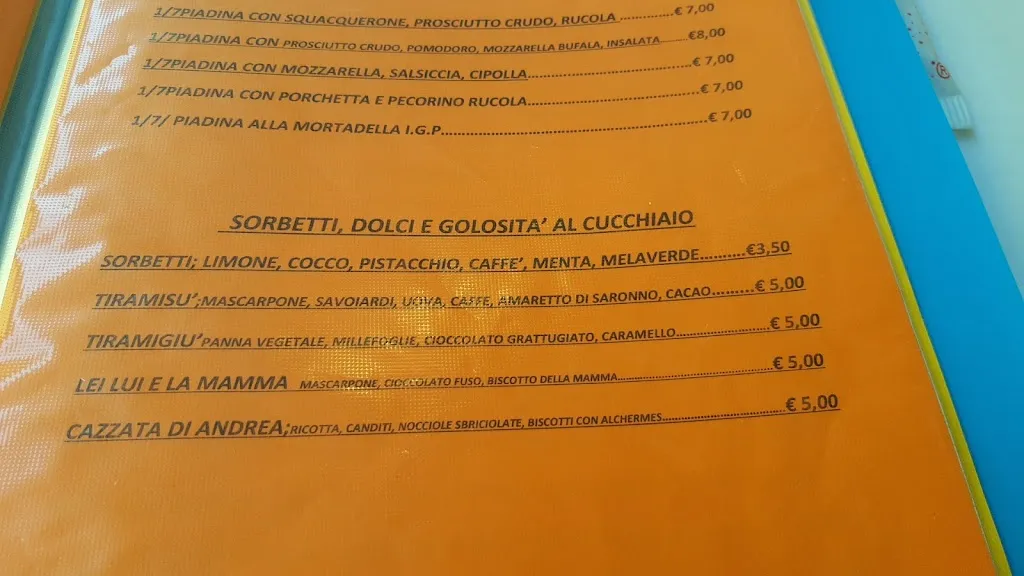 1/7PIADINA CON SQUACQUERONE, PROSCIUTTO CRUDO, RUCOLA ..................€ 7,00
1/7PIADINA CON PROSCIUTTO CRUDO, POMODORO, MOZZARELLA BUFALA, INSALATA........€8,00
1/7PIADINA CON MOZZARELLA, SALSICCIA, CIPOLLA....................................€ 7,00
1/7PIADINA CON PORCHETTA E PECORINO RUCOLA......................................€ 7,00
1/7/ PIADINA ALLA MORTADELLA I.G.P..........................................................€ 7,00
SORBETTI, DOLCI E GOLOSITA' AL CUCCHIAIO
SORBETTI; LIMONE, COCCO, PISTACCHIO, CAFFE', MENTA, MELAVERDE..........€3,50
TIRAMISU';MASCARPONE, SAVOIARDI, UOVA, CAFFE, AMARETTO DI SARONNO, CACAO..........€ 5,00
TIRAMIGIU'PANNA VEGETALE, MILLEFOGLIE, CIOCCOLATO GRATTUGIATO, CARAMELLO....................€ 5,00
LEI LUI E LA MAMMA MASCARPONE, CIOCCOLATO FUSO, BISCOTTO DELLA MAMMA........................................€ 5,00
CAZZATA DI ANDREA;RICOTTA, CANDITI, NOCCIOLE SBRICIOLATE, BISCOTTI CON ALCHERMES..............................€ 5,00